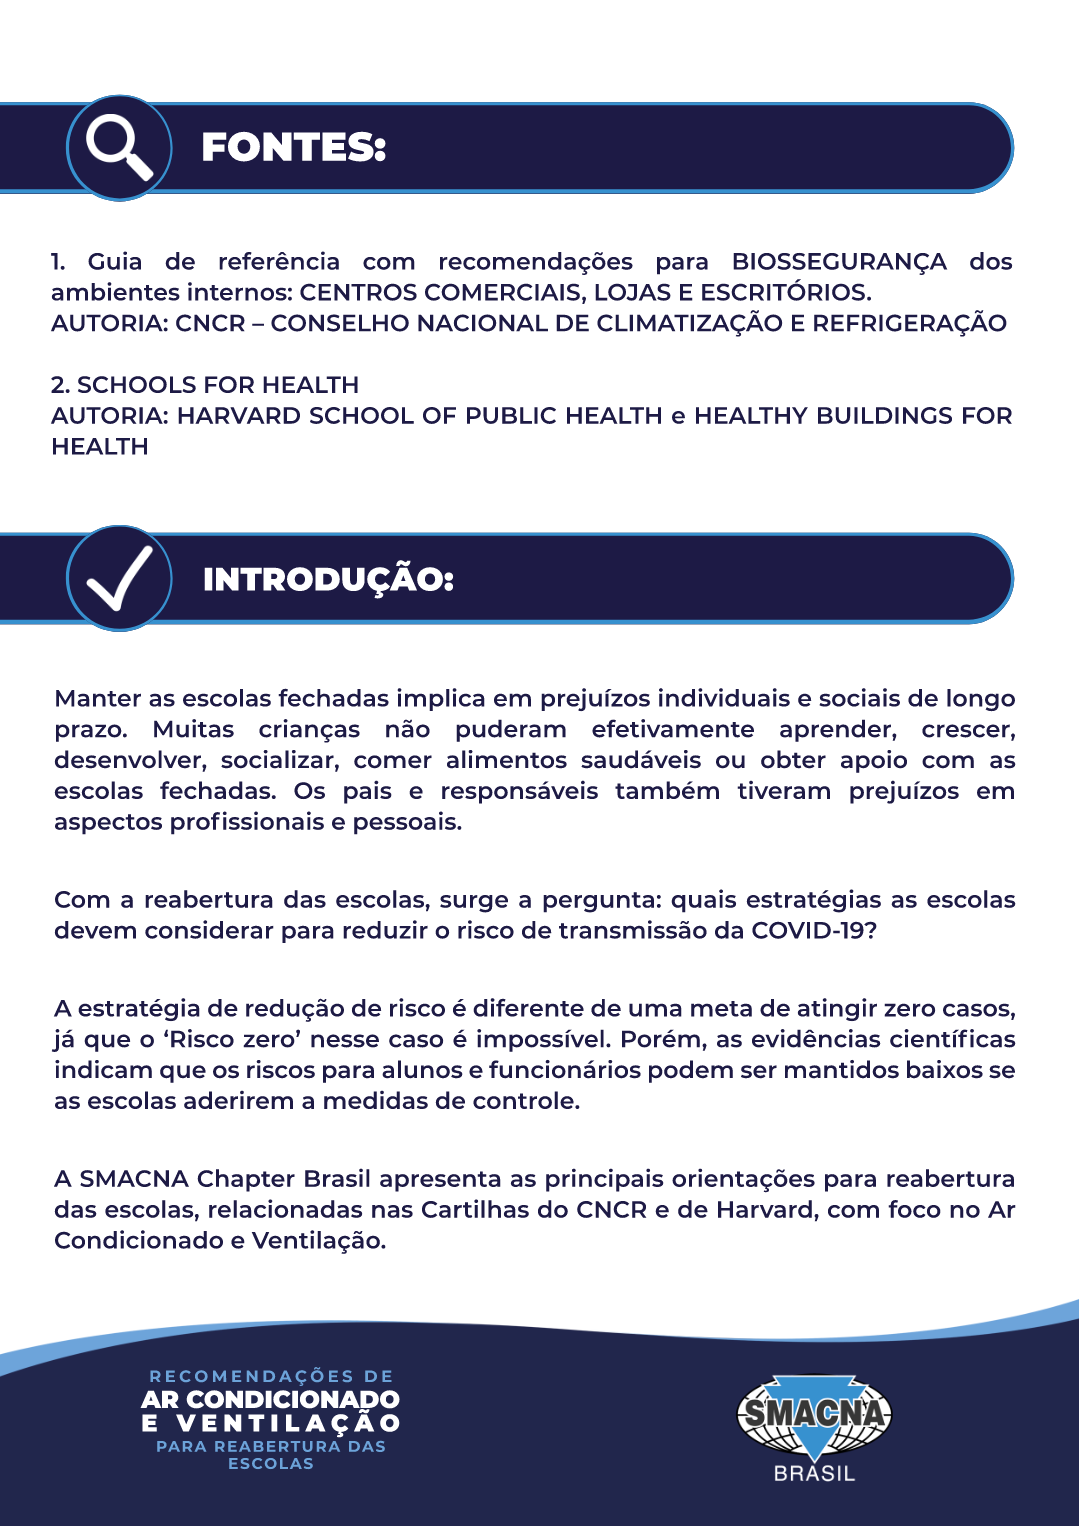 FONTES:
1. Guia de referência com recomendações para BIOSSEGURANÇA dos
ambientes internos: CENTROS COMERCIAIS, LOJAS E ESCRITÓRIOS.
AUTORIA: CNCR – CONSELHO NACIONAL DE CLIMATIZAÇÃO E REFRIGERAÇÃO
2. SCHOOLS FOR HEALTH
AUTORIA: HARVARD SCHOOL OF PUBLIC HEALTH e HEALTHY BUILDINGS FOR
HEALTH
INTRODUÇÃO:
Manter as escolas fechadas implica em prejuízos individuais e sociais de longo
prazo. Muitas crianças não puderam efetivamente aprender, crescer,
desenvolver, socializar, comer alimentos saudáveis ou obter apoio com as
escolas fechadas. Os pais e responsáveis também tiveram prejuízos em
aspectos profissionais e pessoais.
Com a reabertura das escolas, surge a pergunta: quais estratégias as escolas
devem considerar para reduzir o risco de transmissão da COVID-19?
A estratégia de redução de risco é diferente de uma meta de atingir zero casos,
já que o ‘Risco zero’ nesse caso é impossível. Porém, as evidências científicas
indicam que os riscos para alunos e funcionários podem ser mantidos baixos se
as escolas aderirem a medidas de controle.
A SMACNA Chapter Brasil apresenta as principais orientações para reabertura
das escolas, relacionadas nas Cartilhas do CNCR e de Harvard, com foco no Ar
Condicionado e Ventilação.
RECOMENDAÇÕES DE
AR CONDICIONADO
E VENTILAÇÃO
PARA REABERTURA DAS
ESCOLAS
SMACNA
BRASIL